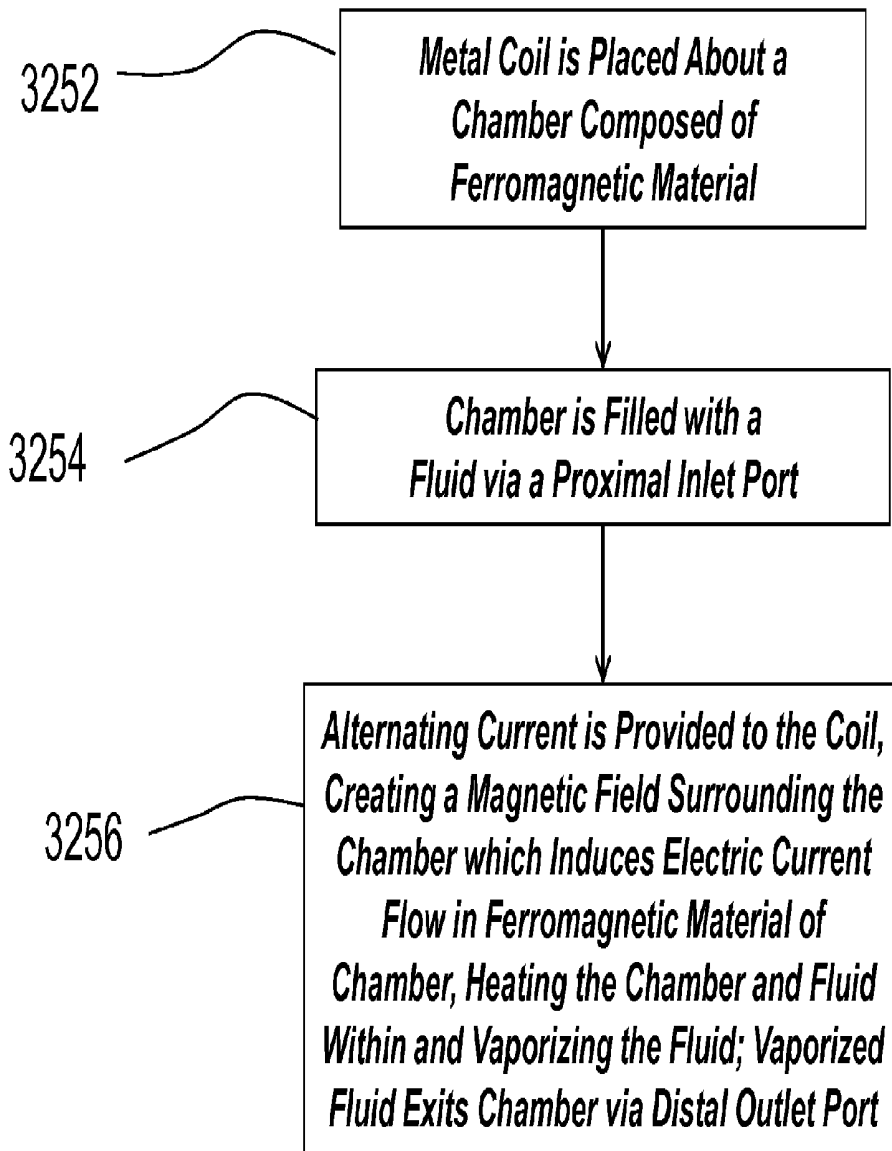 3252
Metal Coil is Placed About a
Chamber Composed of
Ferromagnetic Material
3254
Chamber is Filled with a
Fluid via a Proximal Inlet Port
3256
Alternating Current is Provided to the Coil,
Creating a Magnetic Field Surrounding the
Chamber which Induces Electric Current
Flow in Ferromagnetic Material of
Chamber, Heating the Chamber and Fluid
Within and Vaporizing the Fluid; Vaporized
Fluid Exits Chamber via Distal Outlet Port